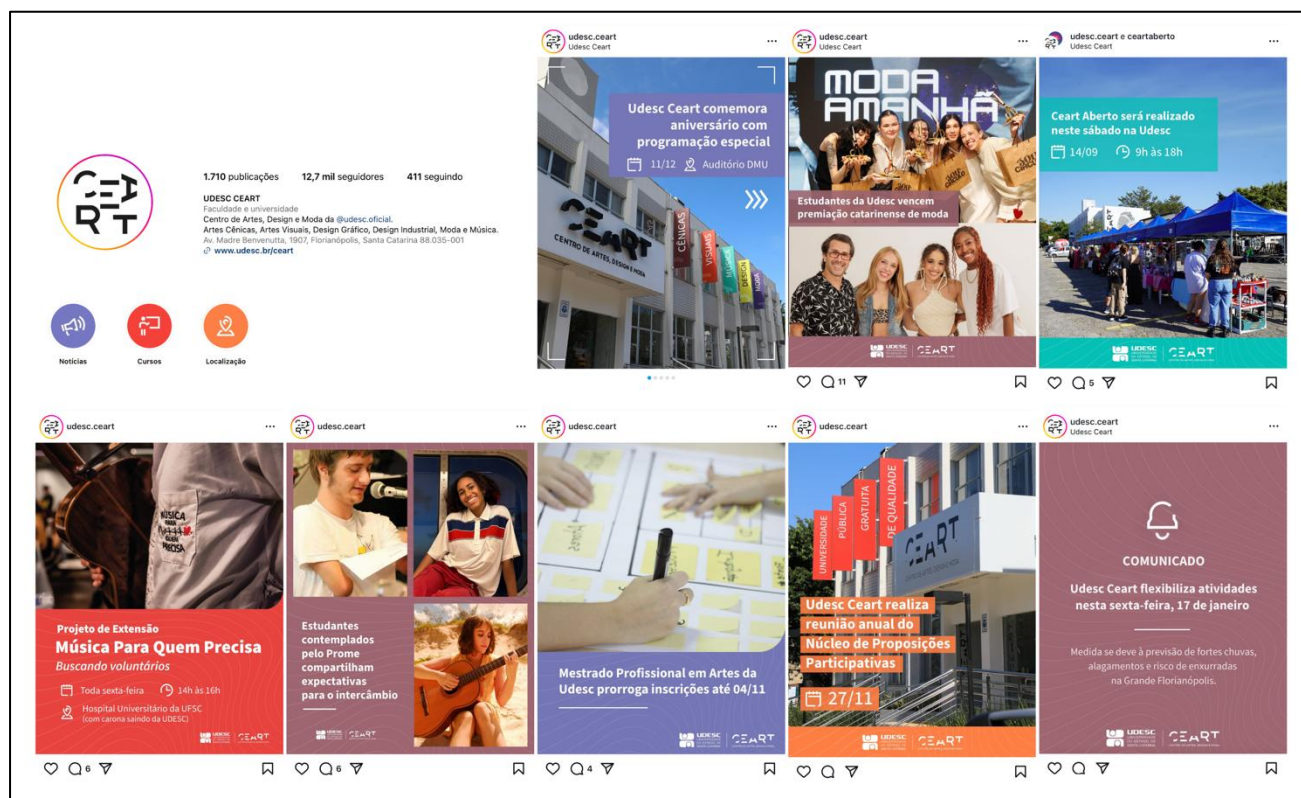 CEART
1.710 publicações 12,7 mil seguidores 411 seguindo
UDESC CEART
Faculdade e universidade
Centro de Artes, Design e Moda da @udesc.oficial.
Artes Cênicas, Artes Visuais, Design Gráfico, Design Industrial, Moda e Música.
Av. Madre Benvenutta, 1907, Florianópolis, Santa Catarina 88.035-001
www.udesc.br/ceart
Notícias
Cursos
Localização
udesc.ceart
Udesc Ceart
Udesc Ceart comemora
aniversário com
programação especial
11/12 Auditório DMU
CEART
CENTRO DE ARTES, DESIGN E MODA
CÊNICAS
VISUAIS
MÚSICA
DESIGN
MODA
udesc.ceart
Udesc Ceart
MODA
AMANHÃ
Estudantes da Udesc vencem
premiação catarinense de moda
UDESC
CEART
11
udesc.ceart e ceartaberto
Udesc Ceart
Ceart Aberto será realizado
neste sábado na Udesc
14/09 9h às 18h
UDESC
CEART
5
udesc.ceart
MÚSICA
PARA
QUEM
PRECISA
Projeto de Extensão
Música Para Quem Precisa
Buscando voluntários
Toda sexta-feira 14h às 16h
Hospital Universitário da UFSC
(com carona saindo da UDESC)
UDESC
CEART
6
udesc.ceart
Estudantes
contemplados
pelo Prome
compartilham
expectativas
para o intercâmbio
UDESC
CEART
6
udesc.ceart
Mestrado Profissional em Artes da
Udesc prorroga inscrições até 04/11
UDESC
CEART
4
udesc.ceart
UNIVERSIDADE
PÚBLICA
GRATUITA
DE QUALIDADE
CEART
Udesc Ceart realiza
reunião anual do
Núcleo de Proposições
Participativas
27/11
UDESC
CEART
udesc.ceart
Udesc Ceart
COMUNICADO
Udesc Ceart flexibiliza atividades
nesta sexta-feira, 17 de janeiro
Medida se deve à previsão de fortes chuvas,
alagamentos e risco de enxurradas
na Grande Florianópolis.
UDESC
CEART